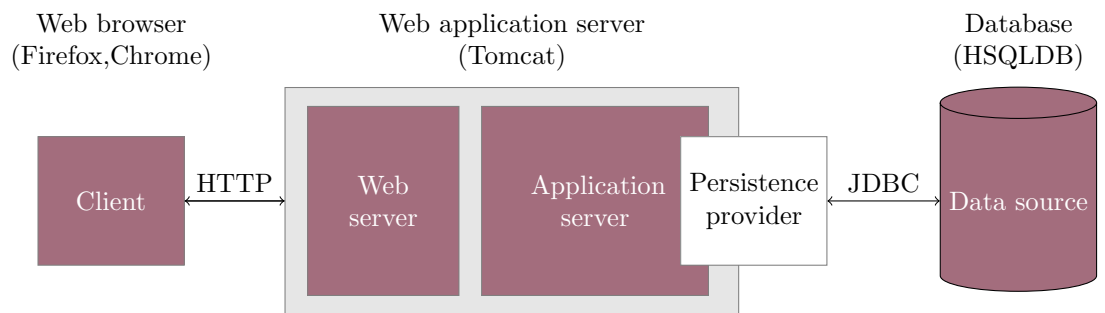 Web browser
(Firefox,Chrome)
Web application server
(Tomcat)
Database
(HSQLDB)
Client
HTTP
Web
server
Application
server
Persistence
provider
JDBC
Data source